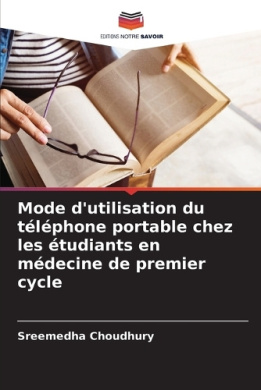 EDITIONS NOTRE SAVOIR
Mode d'utilisation du
téléphone portable chez
les étudiants en
médecine de premier
cycle
Sreemedha Choudhury